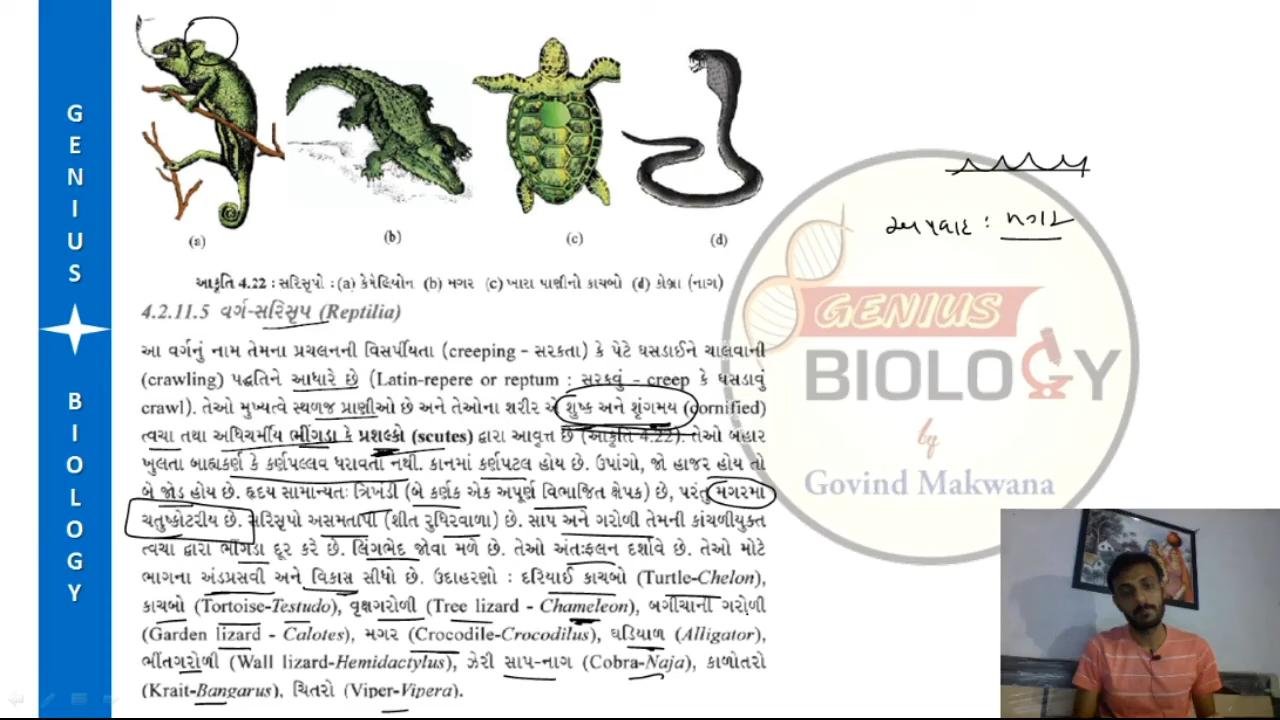 GENIUS BIOLOGY
(a)
(b)
(c)
(d)
આકૃતિ 4.22 : સરિસૃપો : (a) કેમેલિયોન (b) મગર (c) ખારા પાણીનો કાચબો (d) કોબ્રા (નાગ)
4.2.11.5 વર્ગ-સરિસૃપ (Reptilia)
આ વર્ગનું નામ તેમના પ્રચલનની વિસર્પીયતા (creeping - સરકતા) કે પેટે ઘસડાઈને ચાલવાની
(crawling) પદ્ધતિને આધારે છે (Latin-repere or reptum : સરકવું - creep કે ઘસડાવું
crawl). તેઓ મુખ્યત્વે સ્થળજ પ્રાણીઓ છે અને તેઓના શરીર એ શુષ્ક અને શૃંગમય (cornified)
ત્વચા તથા અધિચર્મીય ભીંગડા કે પ્રશલ્કો (scutes) દ્વારા આવૃત્ત છે (આકૃતિ 4.22). તેઓ બહાર
ખુલતા બાહ્યકર્ણ કે કર્ણપલ્લવ ધરાવતા નથી. કાનમાં કર્ણપટલ હોય છે. ઉપાંગો, જો હાજર હોય તો
બે જોડ હોય છે. હૃદય સામાન્યતઃ ત્રિખંડી (બે કર્ણક એક અપૂર્ણ વિભાજિત ક્ષેપક) છે, પરંતુ મગરમા
ચતુષ્કોટરીય છે. સરિસૃપો અસમતાપી (શીત રુધિરવાળા) છે. સાપ અને ગરોળી તેમની કાંચળીયુક્ત
ત્વચા દ્વારા ભીંગડા દૂર કરે છે. લિંગભેદ જોવા મળે છે. તેઓ અંતઃફલન દર્શાવે છે. તેઓ મોટે
ભાગના અંડપ્રસવી અને વિકાસ સીધો છે. ઉદાહરણો : દરિયાઈ કાચબો (Turtle-Chelon),
કાચબો (Tortoise-Testudo), વૃક્ષગરોળી (Tree lizard - Chameleon), બગીચાની ગરોળી
(Garden lizard - Calotes), મગર (Crocodile-Crocodilus), ઘડિયાળ (Alligator),
ભીંતગરોળી (Wall lizard-Hemidactylus), ઝેરી સાપ-નાગ (Cobra-Naja), કાળોતરો
(Krait-Bangarus), ચિતરો (Viper-Vipera).
અપવાદ : મગર
GENIUS
BIOLOGY
by
Govind Makwana